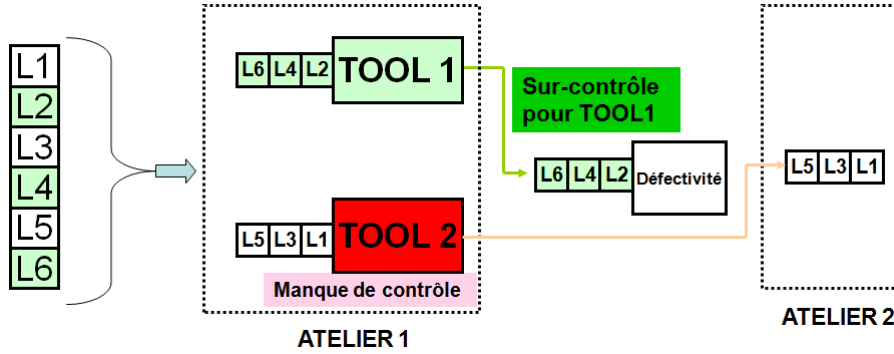 L1
L2
L3
L4
L5
L6
L6 L4 L2
TOOL 1
Sur-contrôle
pour TOOL1
L6 L4 L2
Défectivité
L5 L3 L1
L5 L3 L1
TOOL 2
Manque de contrôle
ATELIER 1
ATELIER 2